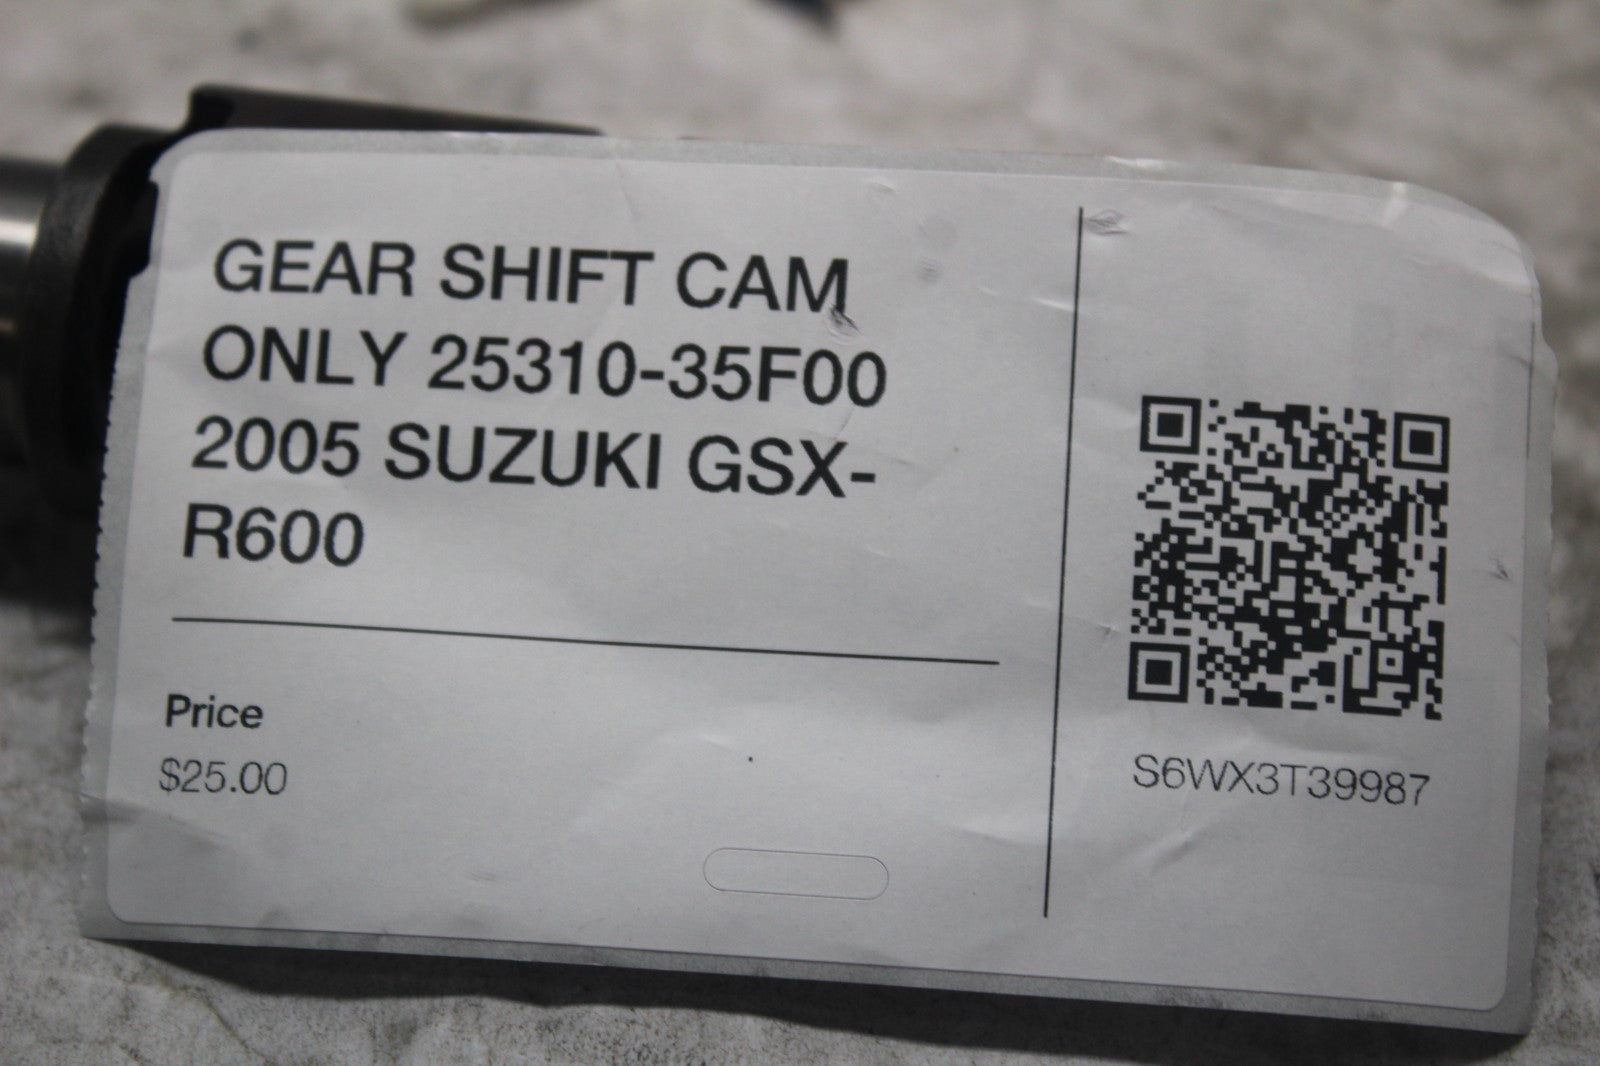 GEAR SHIFT CAM
ONLY 25310-35F00
2005 SUZUKI GSX-
R600
Price
$25.00
S6WX3T39987